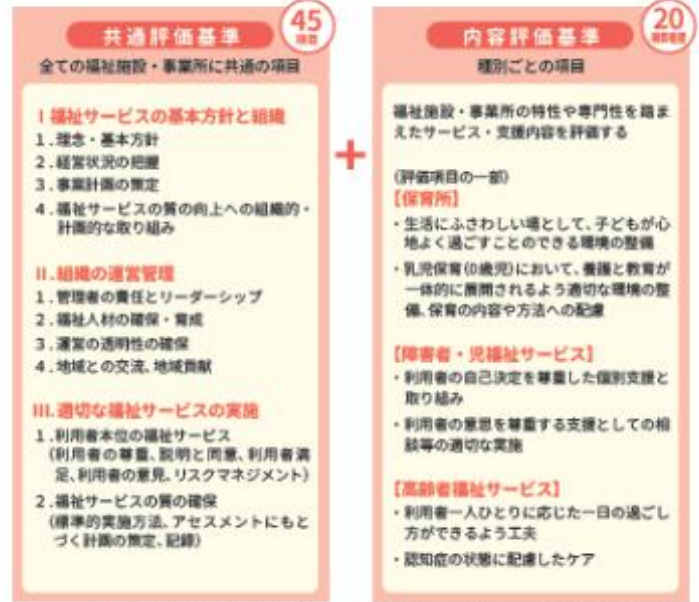 共通評価基準
45
項目
全ての福祉施設・事業所に共通の項目
Ⅰ福祉サービスの基本方針と組織
1.理念・基本方針
2.経営状況の把握
3.事業計画の策定
4.福祉サービスの質の向上への組織的・
計画的な取り組み
II.組織の運営管理
1.管理者の責任とリーダーシップ
2.福祉人材の確保・育成
3.運営の透明性の確保
4.地域との交流、地域貢献
III.適切な福祉サービスの実施
1.利用者本位の福祉サービス
(利用者の尊重、説明と同意、利用者満
足、利用者の意見、リスクマネジメント)
2.福祉サービスの質の確保
(標準的実施方法、アセスメントにもと
づく計画の策定、記録)
+
内容評価基準
20
種別ごとの項目
福祉施設・事業所の特性や専門性を踏ま
えたサービス・支援内容を評価する
(評価項目の一部)
【保育所】
・生活にふさわしい場として、子どもが心
地よく過ごすことのできる環境の整備
・乳児保育(0歳児)において、養護と教育が
一体的に展開されるよう適切な環境の整
備、保育の内容や方法への配慮
【障害者・児福祉サービス】
・利用者の自己決定を尊重した個別支援と
取り組み
・利用者の意思を尊重する支援としての相
談等の適切な実施
【高齢者福祉サービス】
・利用者一人ひとりに応じた一日の過ごし
方ができるよう工夫
・認知症の状態に配慮したケア